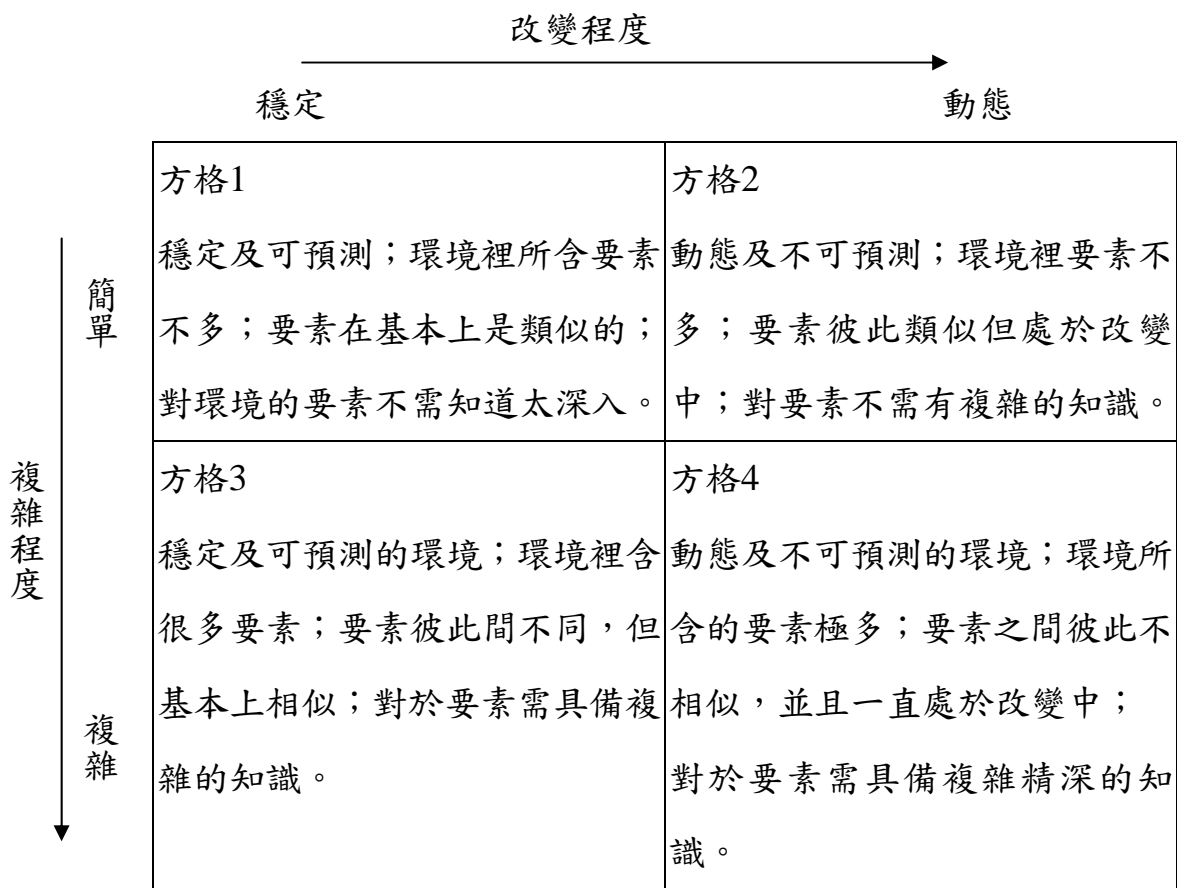 改變程度
穩定
動態
方格1
穩定及可預測；環境裡所含要素
不多；要素在基本上是類似的；
對環境的要素不需知道太深入。
方格2
動態及不可預測；環境裡要素不
多；要素彼此類似但處於改變
中；對要素不需有複雜的知識。
簡單
複雜程度
複雜
方格3
穩定及可預測的環境；環境裡含
很多要素；要素彼此間不同，但
基本上相似；對於要素需具備複
雜的知識。
方格4
動態及不可預測的環境；環境所
含的要素極多；要素之間彼此不
相似，並且一直處於改變中；
對於要素需具備複雜精深的知
識。